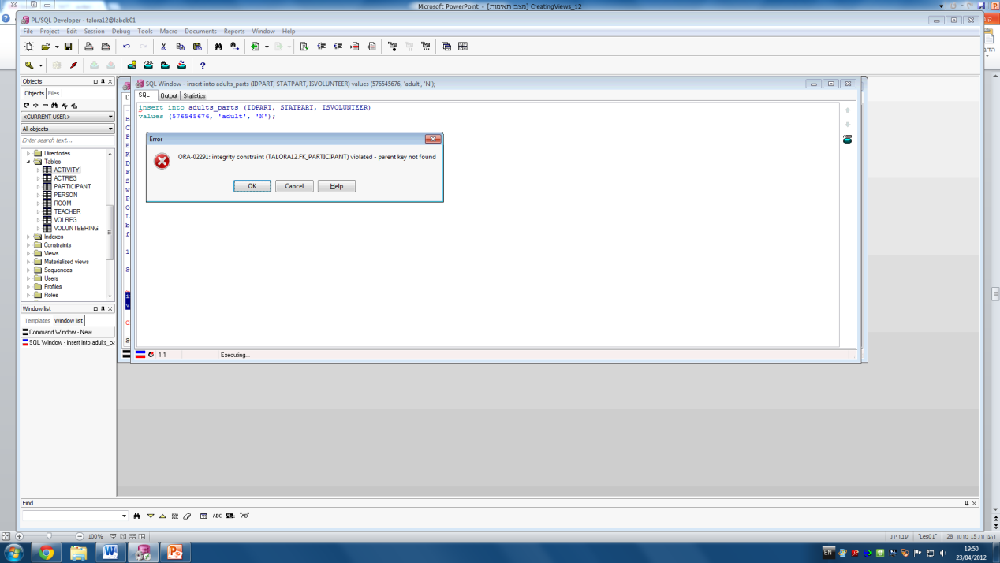 Microsoft PowerPoint - [מצב תאימות] CreatingViews_12
PL/SQL Developer - talora12@labdb01
File Project Edit Session Debug Tools Macro Documents Reports Window Help
Objects
Objects Files
<CURRENT USER>
All objects
Enter search text...
Directories
Tables
ACTIVITY
ACTREG
PARTICIPANT
PERSON
ROOM
TEACHER
VOLREG
VOLUNTEERING
Indexes
Constraints
Views
Materialized views
Sequences
Users
Profiles
Roles
Window list
Templates Window list
Command Window - New
SQL Window - insert into adults_pa
SQL Window - insert into adults_parts (IDPART, STATPART, ISVOLUNTEER) values (576545676, 'adult', 'N');
SQL Output Statistics
insert into adults_parts (IDPART, STATPART, ISVOLUNTEER)
values (576545676, 'adult', 'N');
Error
ORA-02291: integrity constraint (TALORA12.FK_PARTICIPANT) violated - parent key not found
OK Cancel Help
1:1 Executing...
Find
ABC "AB"
100%
עברית "Les01" הערות 15 מתוך 28
EN
19:50
23/04/2012